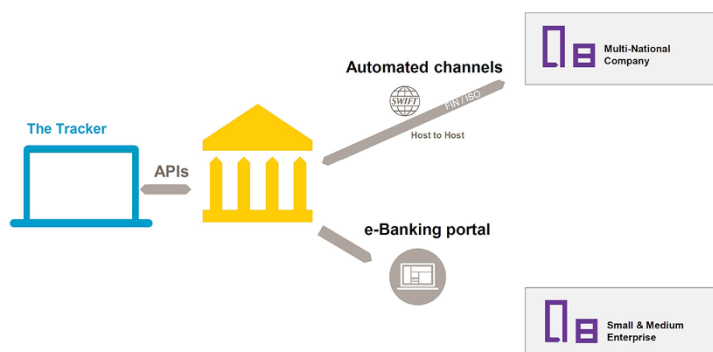 Multi-National
Company
Automated channels
SWIFT
FIN / ISO
Host to Host
The Tracker
APIs
e-Banking portal
Small & Medium
Enterprise